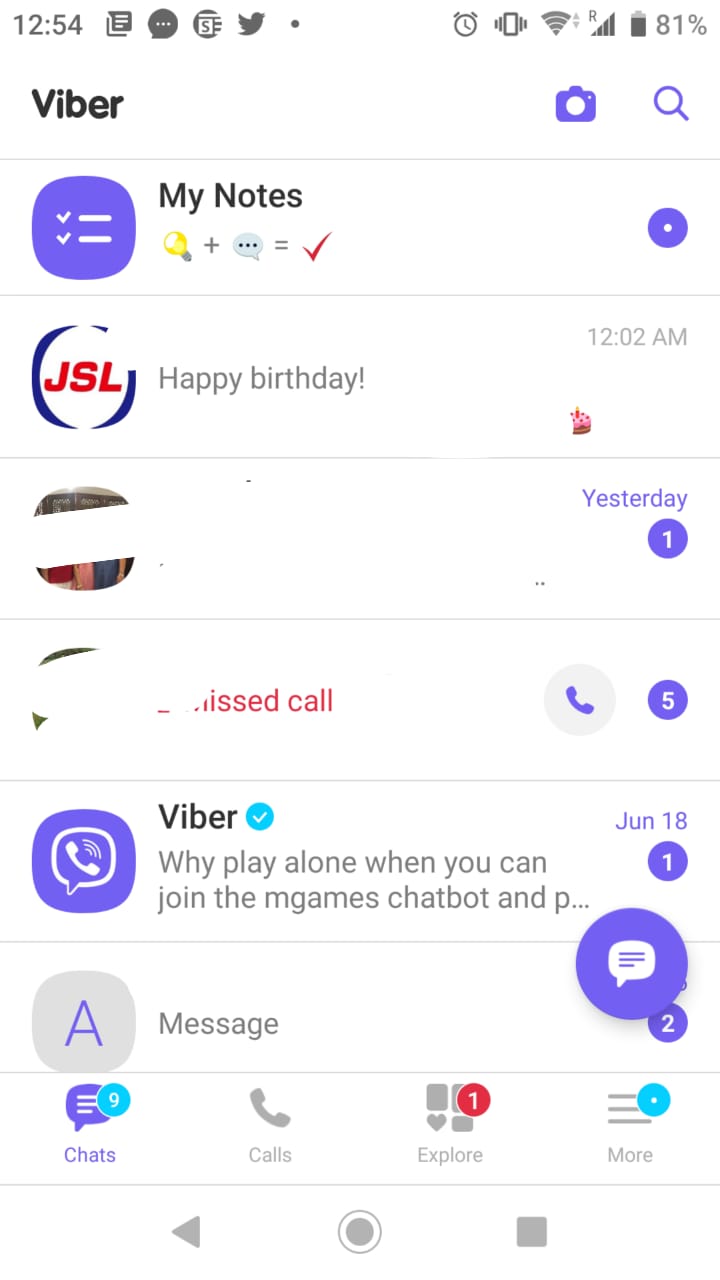 12:54
R
81%
Viber
My Notes
+ = 
12:02 AM
JSL
Happy birthday!
Yesterday
1
missed call
5
Viber
Jun 18
Why play alone when you can
1
join the mgames chatbot and p...
A
Message
2
9
1
Chats
Calls
Explore
More